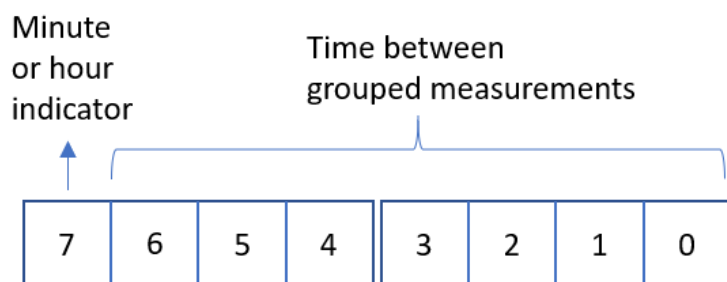 Minute
or hour
indicator
Time between
grouped measurements
7 6 5 4 3 2 1 0